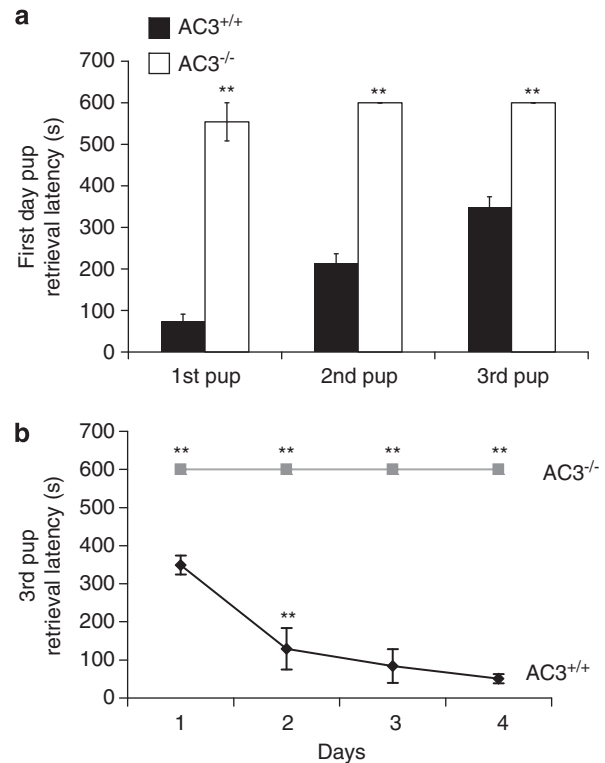 a
AC3+/+
AC3-/-
First day pup
retrieval latency (s)
700
600
500
400
300
200
100
0
**
**
**
1st pup
2nd pup
3rd pup
b
3rd pup
retrieval latency (s)
700
600
500
400
300
200
100
0
**
**
**
**
AC3-/-
**
AC3+/+
1
2
3
4
Days